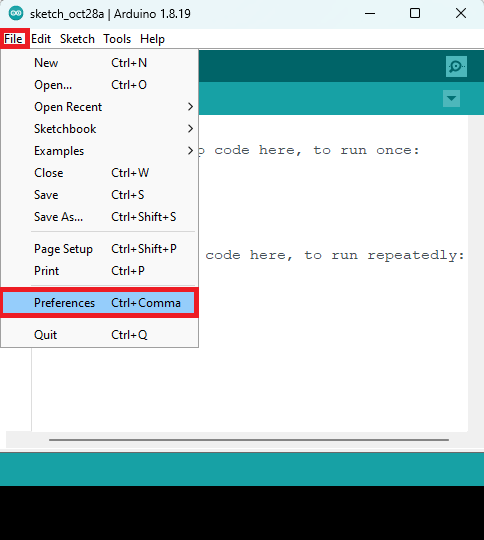 sketch_oct28a | Arduino 1.8.19
File Edit Sketch Tools Help
New Ctrl+N
Open... Ctrl+O
Open Recent
Sketchbook
Examples
Close Ctrl+W
Save Ctrl+S
Save As... Ctrl+Shift+S
Page Setup Ctrl+Shift+P
Print Ctrl+P
Preferences Ctrl+Comma
Quit Ctrl+Q
p code here, to run once:
code here, to run repeatedly: